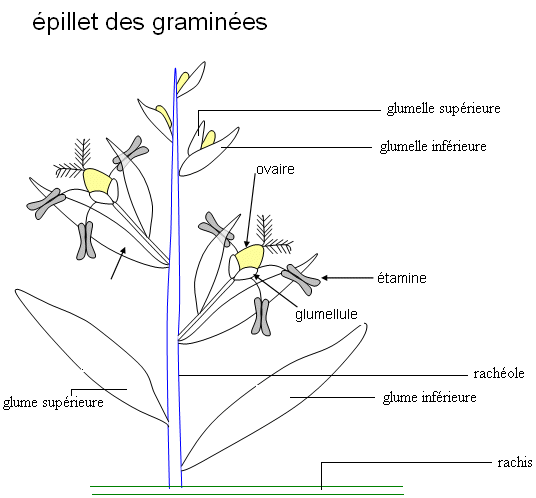 épillet des graminées
glumelle supérieure
glumelle inférieure
ovaire
étamine
glumellule
rachéole
glume supérieure
glume inférieure
rachis